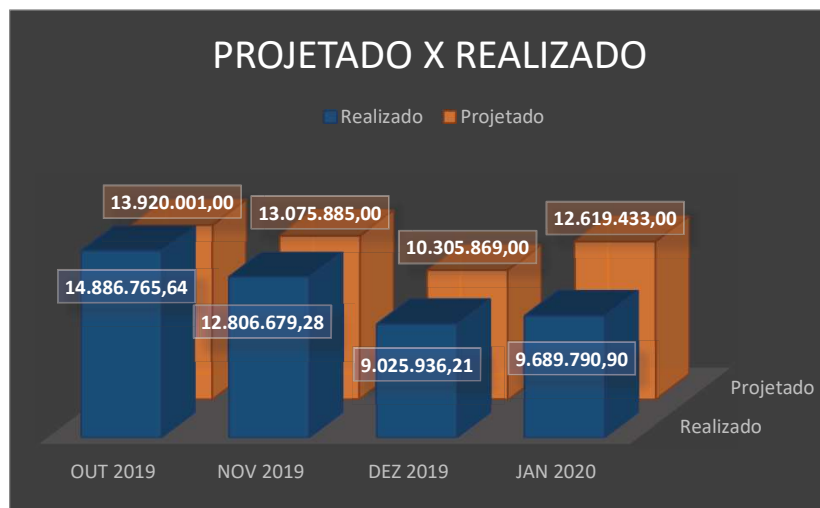 PROJETADO X REALIZADO
Realizado Projetado
13.920.001,00
13.075.885,00
10.305.869,00
12.619.433,00
14.886.765,64
12.806.679,28
9.025.936,21
9.689.790,90
Projetado
Realizado
OUT 2019 NOV 2019 DEZ 2019 JAN 2020